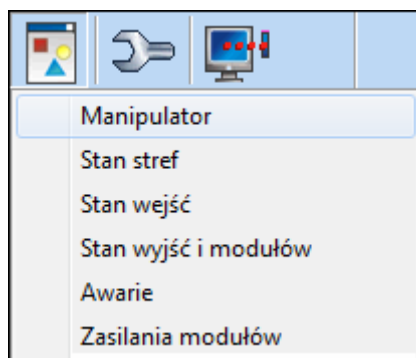 Manipulator
Stan stref
Stan wejść
Stan wyjść i modułów
Awarie
Zasilania modułów